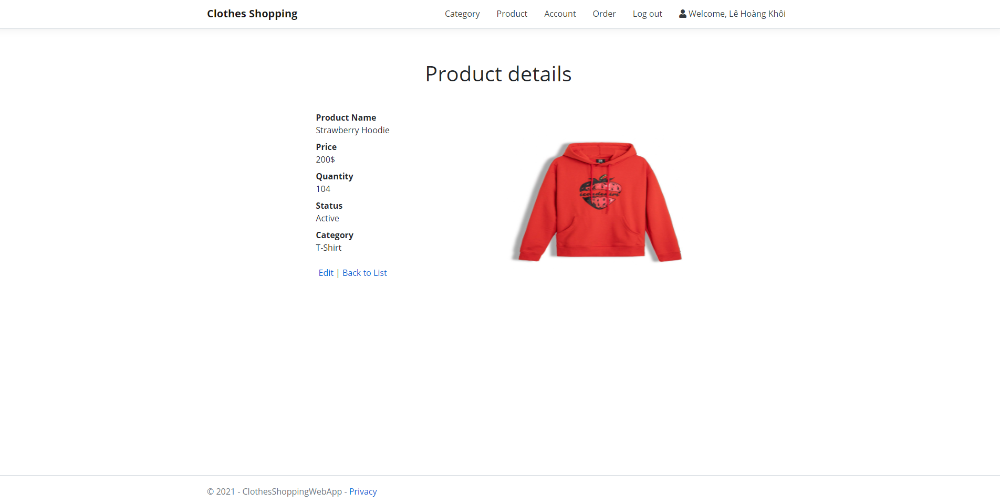 Clothes Shopping
Category Product Account Order Log out Welcome, Lê Hoàng Khôi
Product details
Product Name
Strawberry Hoodie
Price
200$
Quantity
104
Status
Active
Category
T-Shirt
Edit | Back to List
© 2021 - ClothesShoppingWebApp - Privacy